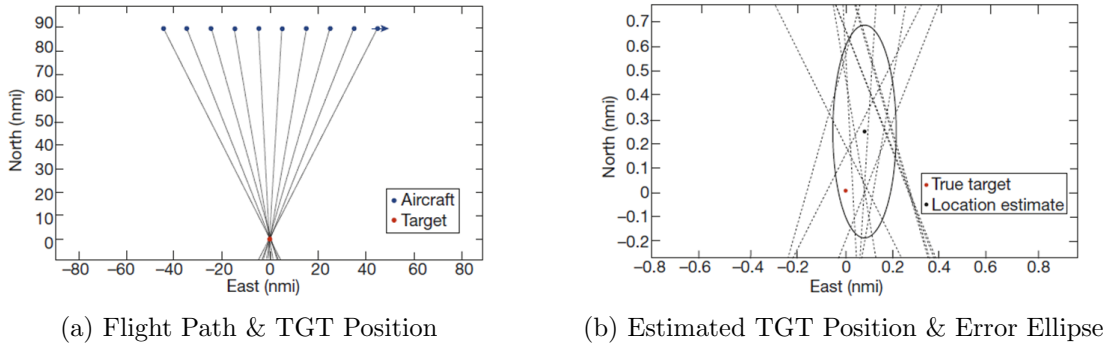 90
80
70
60
50
40
30
20
10
0
North (nmi)
Aircraft
Target
−80 −60 −40 −20 0 20 40 60 80
East (nmi)
(a) Flight Path & TGT Position
0.7
0.6
0.5
0.4
0.3
0.2
0.1
0
−0.1
−0.2
North (nmi)
True target
Location estimate
−0.8 −0.6 −0.4 −0.2 0 0.2 0.4 0.6 0.8
East (nmi)
(b) Estimated TGT Position & Error Ellipse